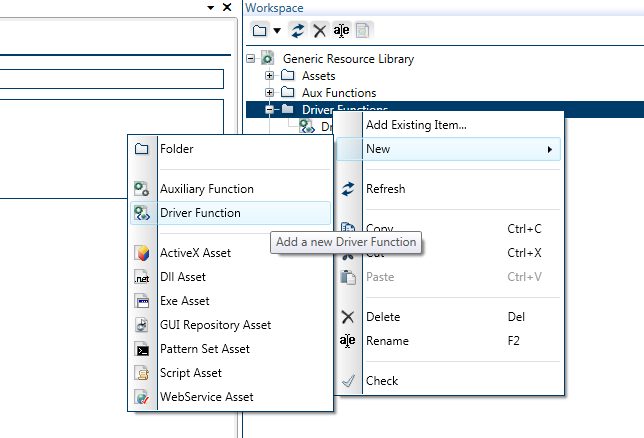 Workspace
a|e
Generic Resource Library
Assets
Aux Functions
Driver Functions
Dr
Add Existing Item...
New
Refresh
Copy Ctrl+C
Cut Ctrl+X
Paste Ctrl+V
Delete Del
a|e Rename F2
Check
Folder
Auxiliary Function
Driver Function
Add a new Driver Function
ActiveX Asset
.net Dll Asset
Exe Asset
GUI Repository Asset
Pattern Set Asset
Script Asset
WebService Asset